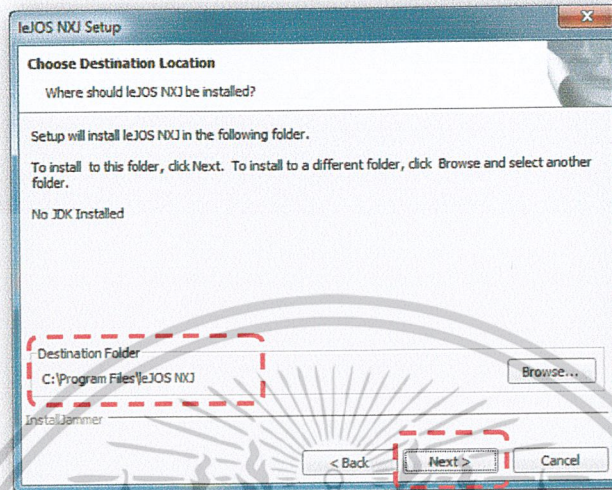 leJOS NXJ Setup
Choose Destination Location
Where should leJOS NXJ be installed?
Setup will install leJOS NXJ in the following folder.
To install to this folder, click Next. To install to a different folder, click Browse and select another
folder.
No JDK Installed
Destination Folder
C:\Program Files\leJOS NXJ
Browse...
InstallJammer
< Back
Next >
Cancel